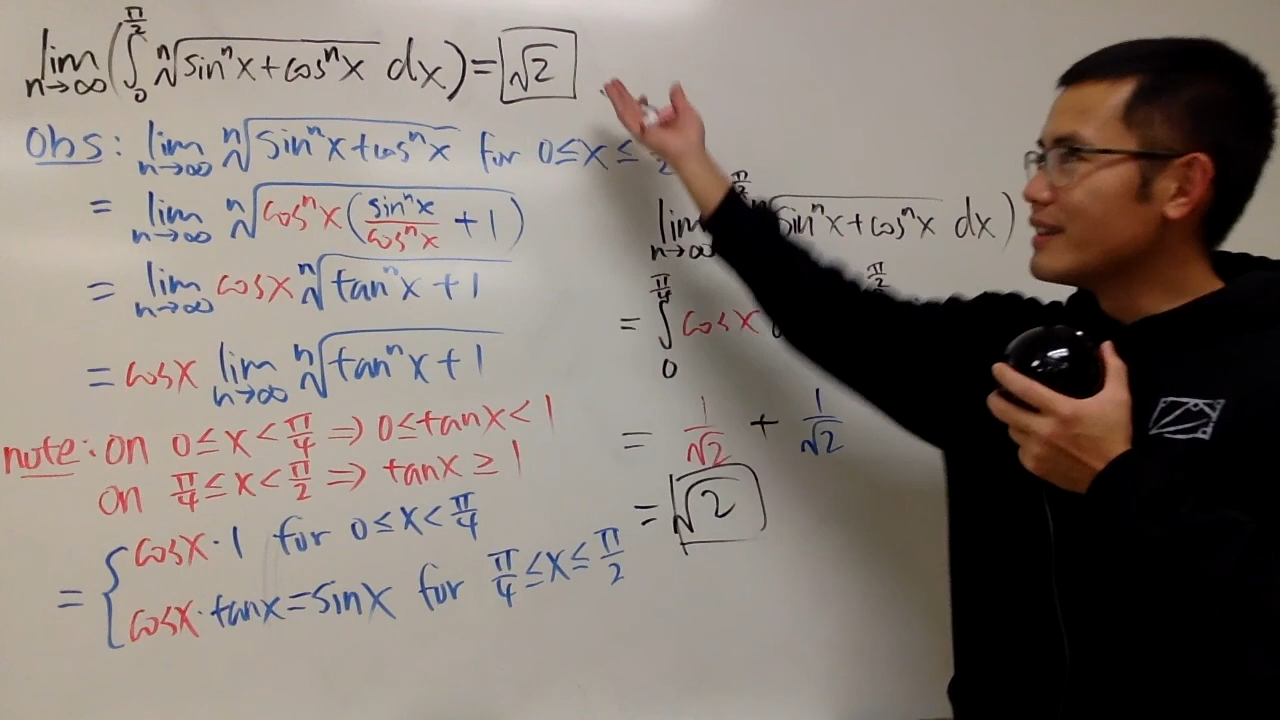 lim n→∞ (∫₀^{π/2} ⁿ√(sinⁿx + cosⁿx) dx) = √2
Obs: lim n→∞ ⁿ√(sinⁿx + cosⁿx) for 0 ≤ x ≤ 2
= lim n→∞ ⁿ√(cosⁿx (sinⁿx/cosⁿx + 1))
= lim n→∞ cosx ⁿ√(tanⁿx + 1)
= cosx lim n→∞ ⁿ√(tanⁿx + 1)
note: on 0 ≤ x < π/4 ⇒ 0 ≤ tanx < 1
on π/4 ≤ x < π/2 ⇒ tanx ≥ 1
= { cosx · 1 for 0 ≤ x < π/4
cosx · tanx = sinx for π/4 ≤ x ≤ π/2
lim n→∞ sinⁿx + cosⁿx dx)
= ∫₀^{π/4} cosx
= 1/√2 + 1/√2
= √2